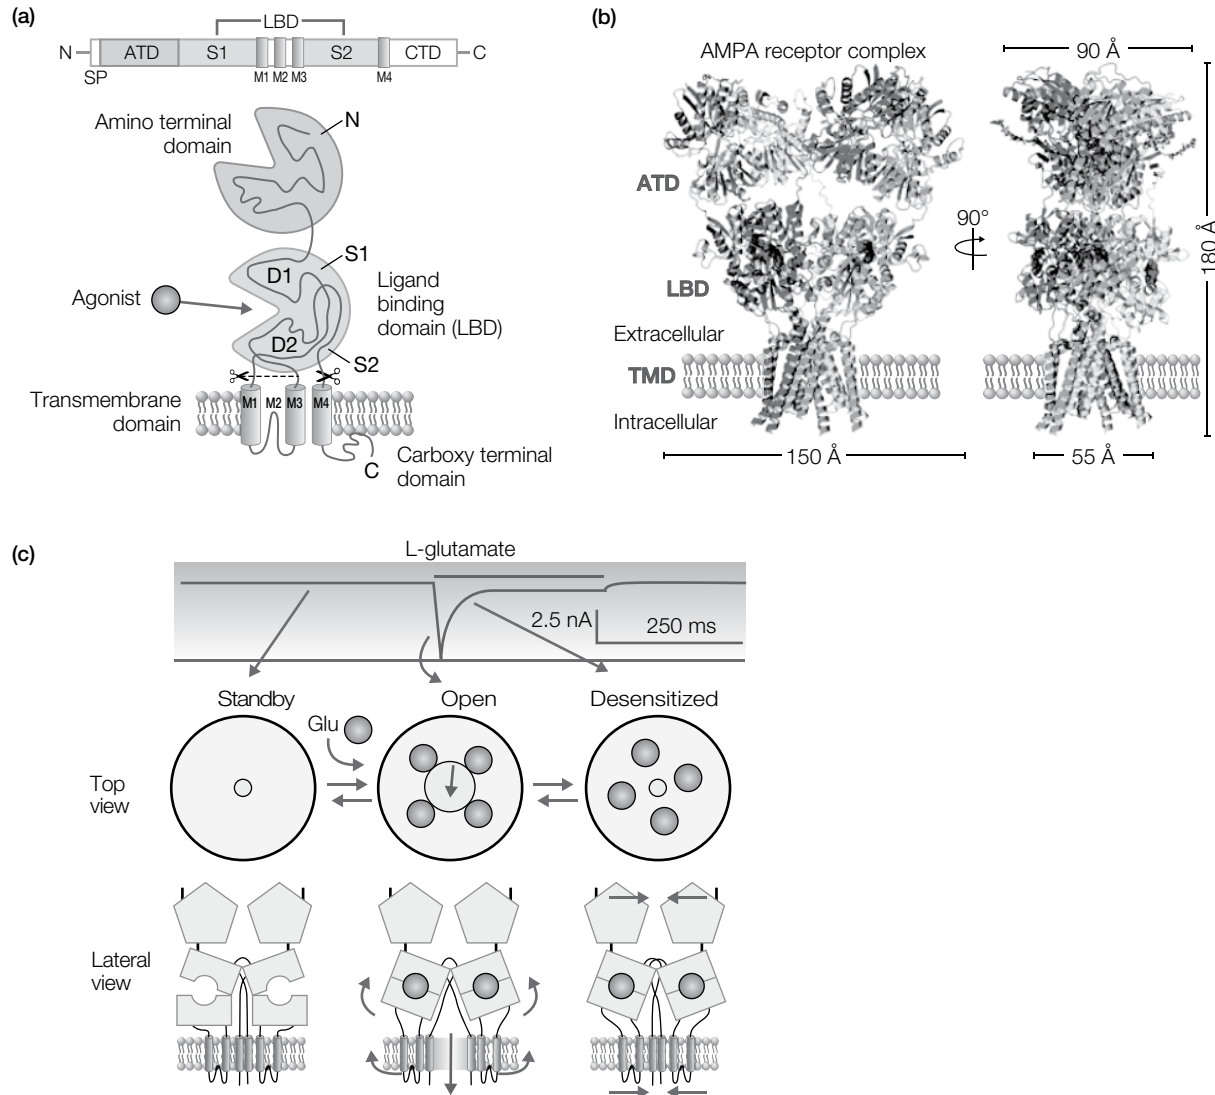 (a)
LBD
N
ATD
S1
S2
CTD
C
SP
M1
M2
M3
M4
Amino terminal
domain
N
D1
S1
Agonist
Ligand
binding
domain (LBD)
D2
S2
Transmembrane
domain
M1
M2
M3
M4
C
Carboxy terminal
domain
(b)
AMPA receptor complex
90 Å
ATD
90°
180 Å
LBD
Extracellular
TMD
Intracellular
150 Å
55 Å
(c)
L-glutamate
2.5 nA
250 ms
Standby
Open
Desensitized
Glu
Top
view
Lateral
view